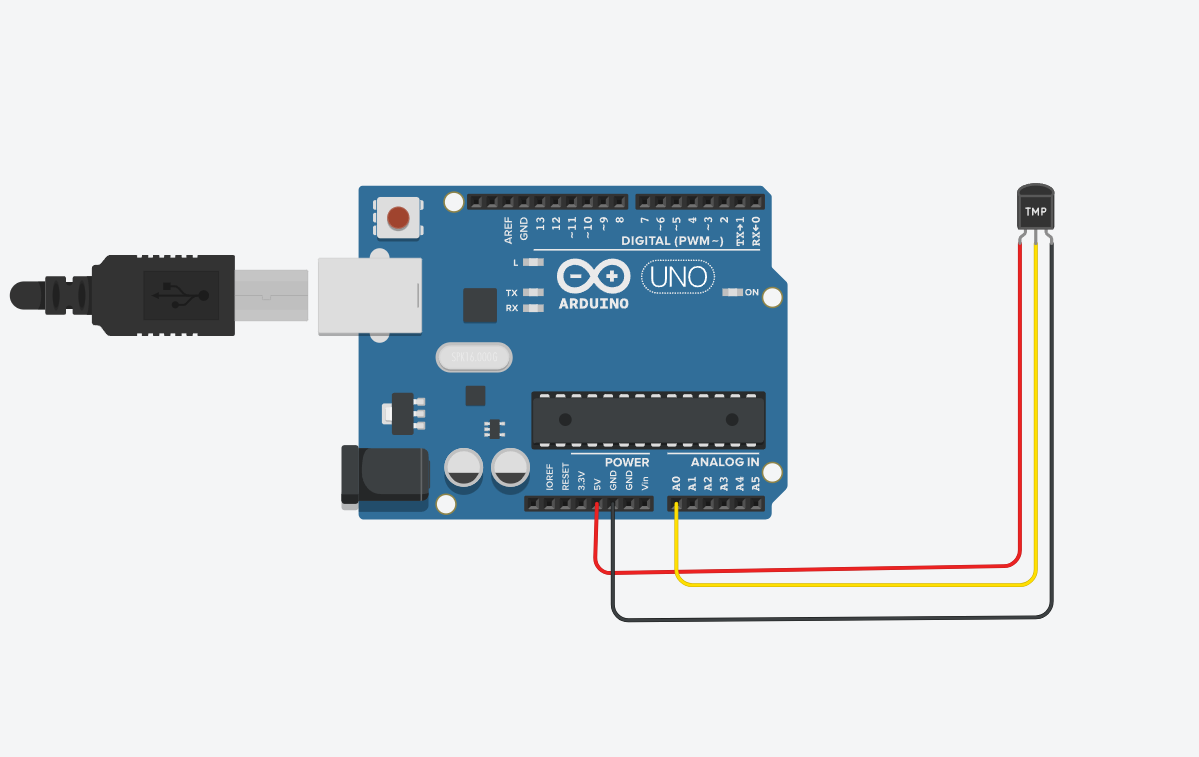 TMP
AREF
GND
13
12
~11
~10
~9
8
7
~6
~5
4
~3
2
TX→1
RX←0
DIGITAL (PWM~)
L
TX
RX
UNO
ARDUINO
ON
SPK16.000G
POWER
ANALOG IN
IOREF
RESET
3.3V
5V
GND
GND
Vin
A0
A1
A2
A3
A4
A5